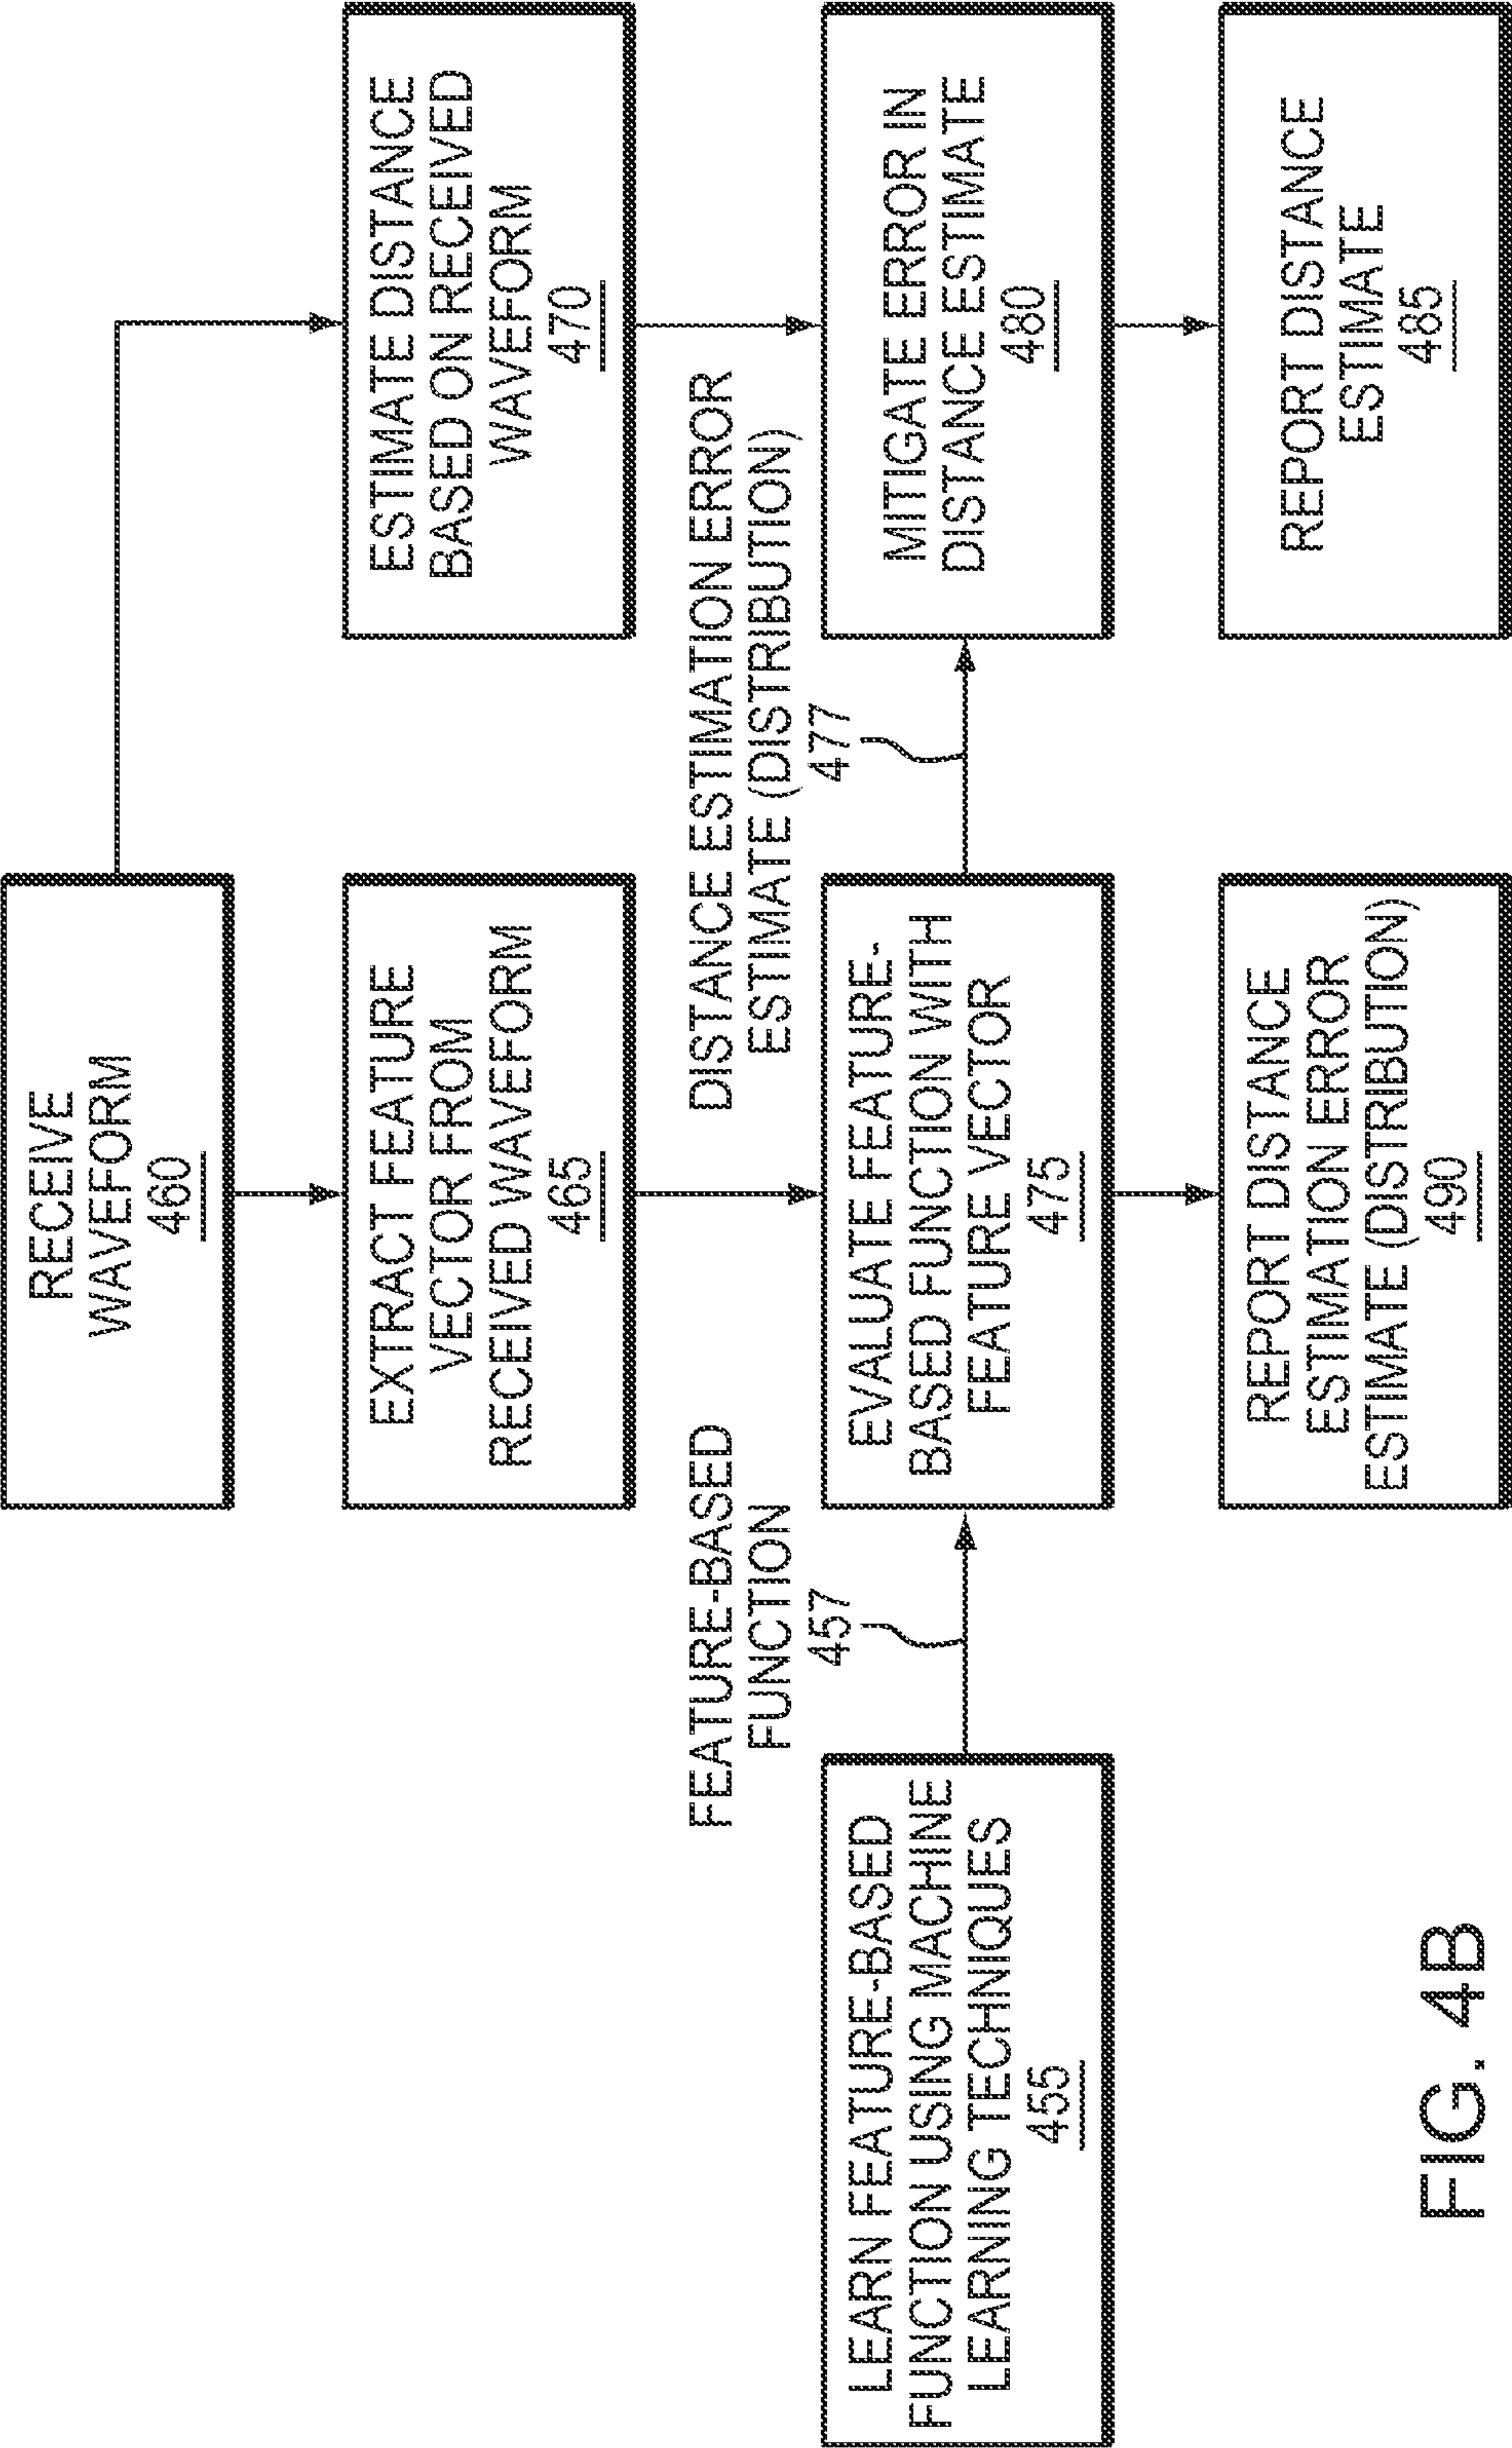 RECEIVE
WAVEFORM
460
EXTRACT FEATURE
VECTOR FROM
RECEIVED WAVEFORM
465
ESTIMATE DISTANCE
BASED ON RECEIVED
WAVEFORM
470
FEATURE-BASED
FUNCTION
457
DISTANCE ESTIMATION ERROR
ESTIMATE (DISTRIBUTION)
477
LEARN FEATURE-BASED
FUNCTION USING MACHINE
LEARNING TECHNIQUES
455
EVALUATE FEATURE-
BASED FUNCTION WITH
FEATURE VECTOR
475
MITIGATE ERROR IN
DISTANCE ESTIMATE
480
REPORT DISTANCE
ESTIMATION ERROR
ESTIMATE (DISTRIBUTION)
490
REPORT DISTANCE
ESTIMATE
485
FIG. 4B